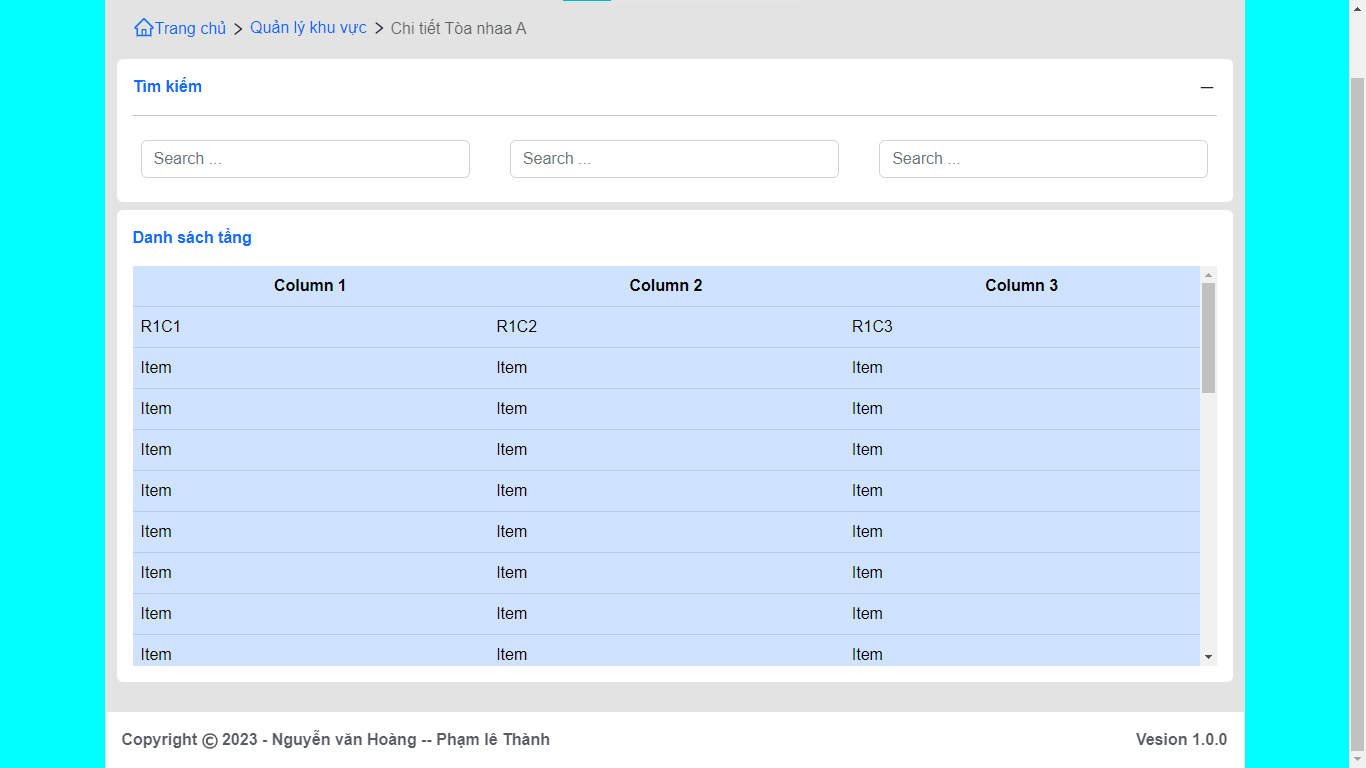 Trang chủ > Quản lý khu vực > Chi tiết Tòa nhaa A
Tìm kiếm
Search ... Search ... Search ...
Danh sách tầng
Column 1 Column 2 Column 3
R1C1 R1C2 R1C3
Item Item Item
Item Item Item
Item Item Item
Item Item Item
Item Item Item
Item Item Item
Item Item Item
Item Item Item
Copyright © 2023 - Nguyễn văn Hoàng -- Phạm lê Thành Vesion 1.0.0